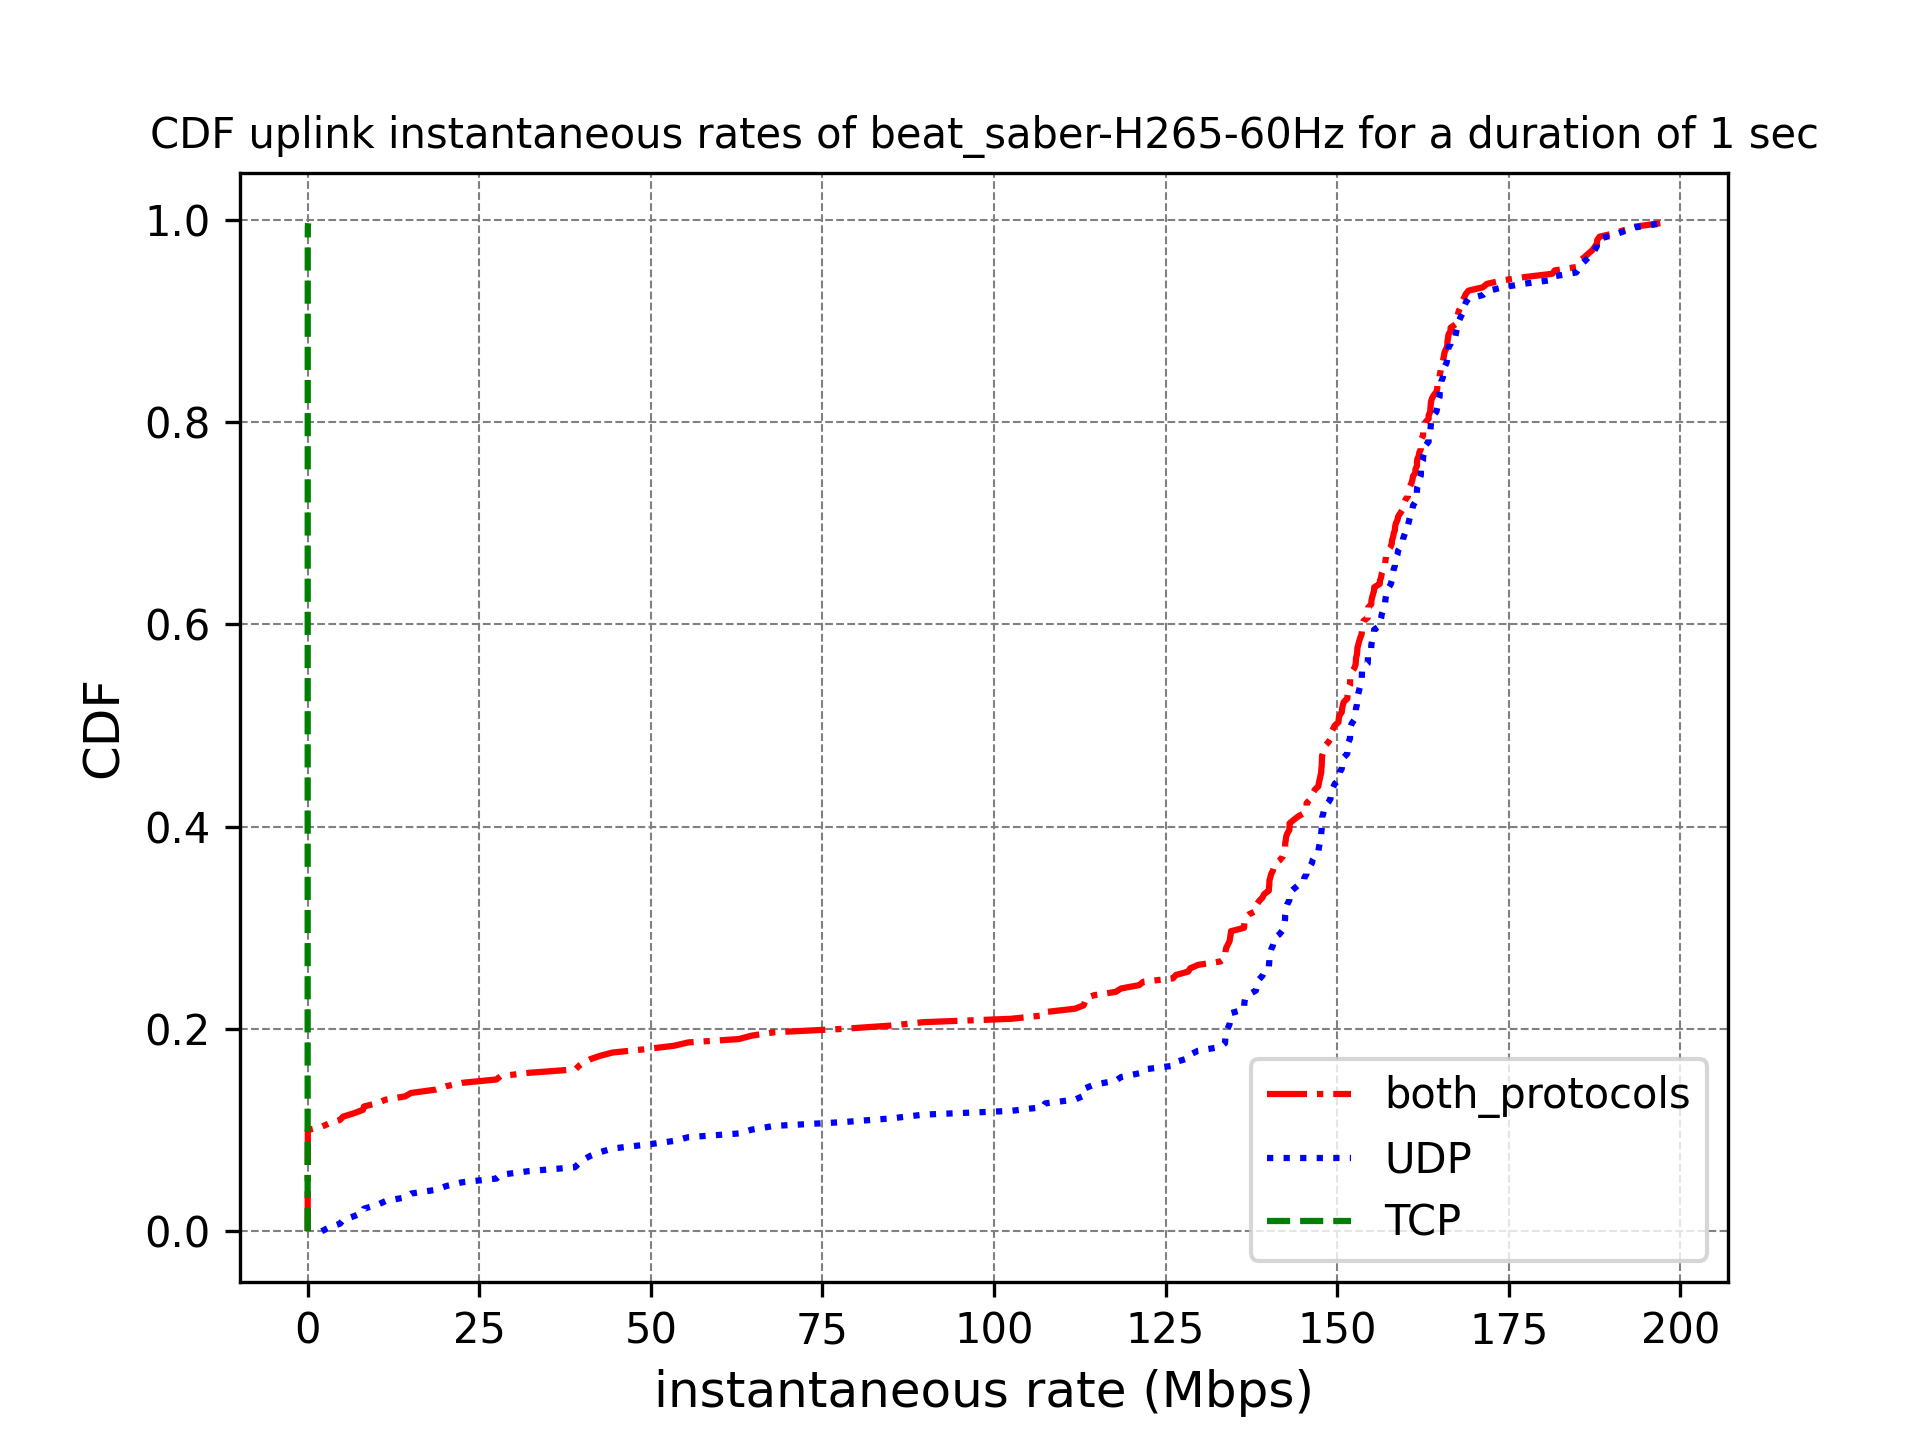 CDF uplink instantaneous rates of beat_saber-H265-60Hz for a duration of 1 sec
1.0
0.8
0.6
0.4
0.2
0.0
CDF
both_protocols
UDP
TCP
0 25 50 75 100 125 150 175 200
instantaneous rate (Mbps)